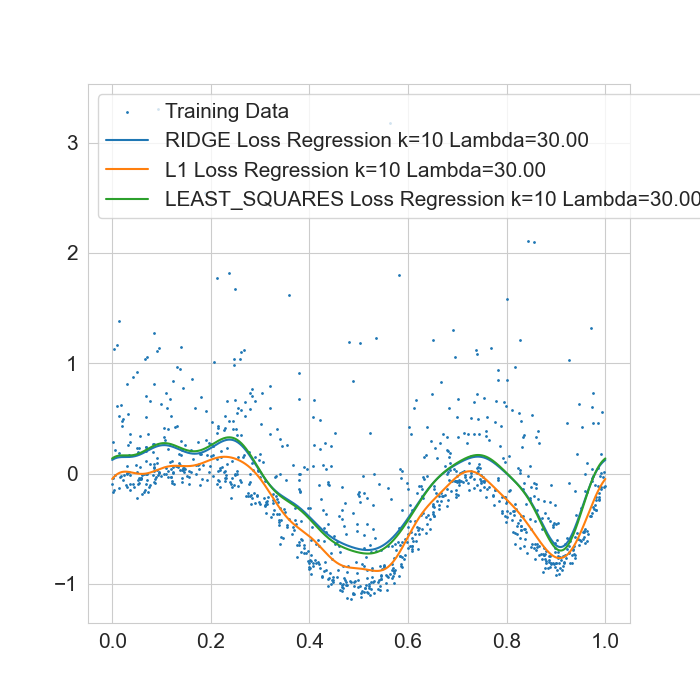 Training Data
RIDGE Loss Regression k=10 Lambda=30.00
L1 Loss Regression k=10 Lambda=30.00
LEAST_SQUARES Loss Regression k=10 Lambda=30.00
3
2
1
0
−1
0.0 0.2 0.4 0.6 0.8 1.0